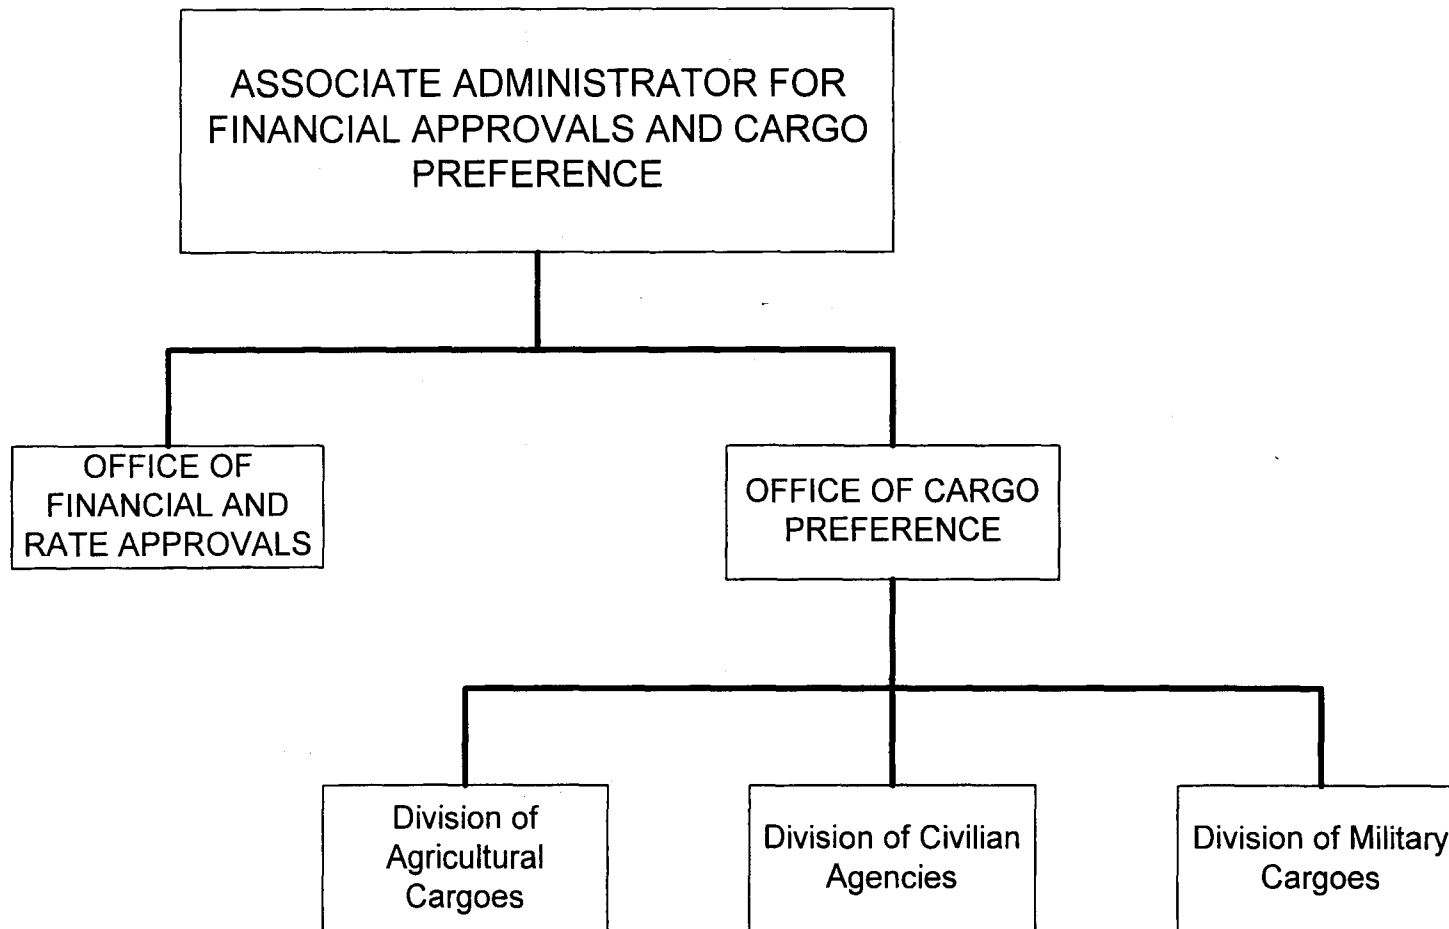 ASSOCIATE ADMINISTRATOR FOR
FINANCIAL APPROVALS AND CARGO
PREFERENCE
OFFICE OF
FINANCIAL AND
RATE APPROVALS
OFFICE OF CARGO
PREFERENCE
Division of
Agricultural
Cargoes
Division of Civilian
Agencies
Division of Military
Cargoes